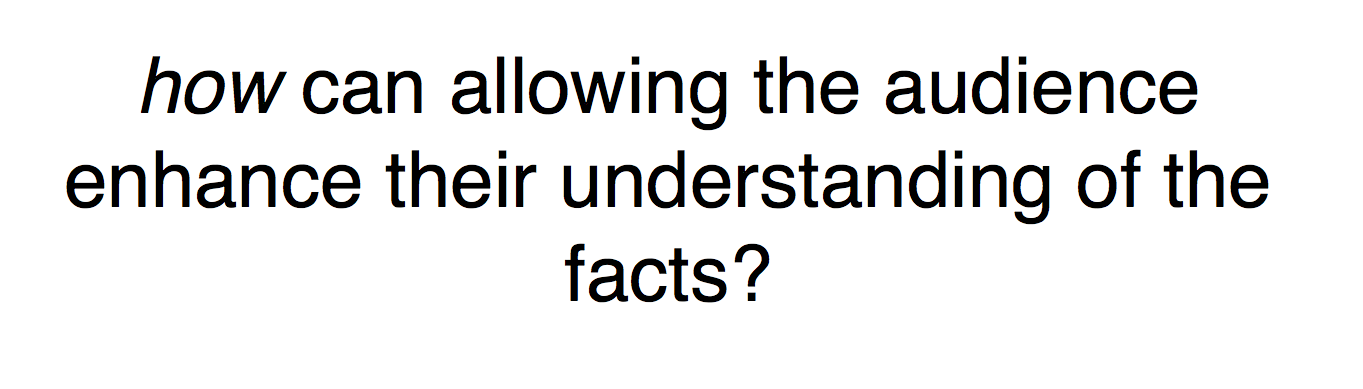 how can allowing the audience
enhance their understanding of the
facts?